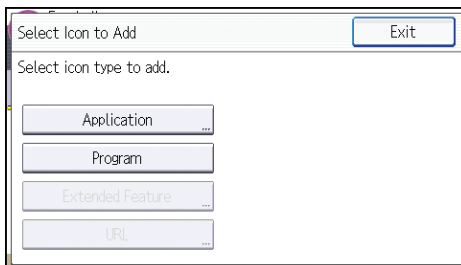 Select Icon to Add
Exit
Select icon type to add.
Application
...
Program
Extended Feature
...
URL
...